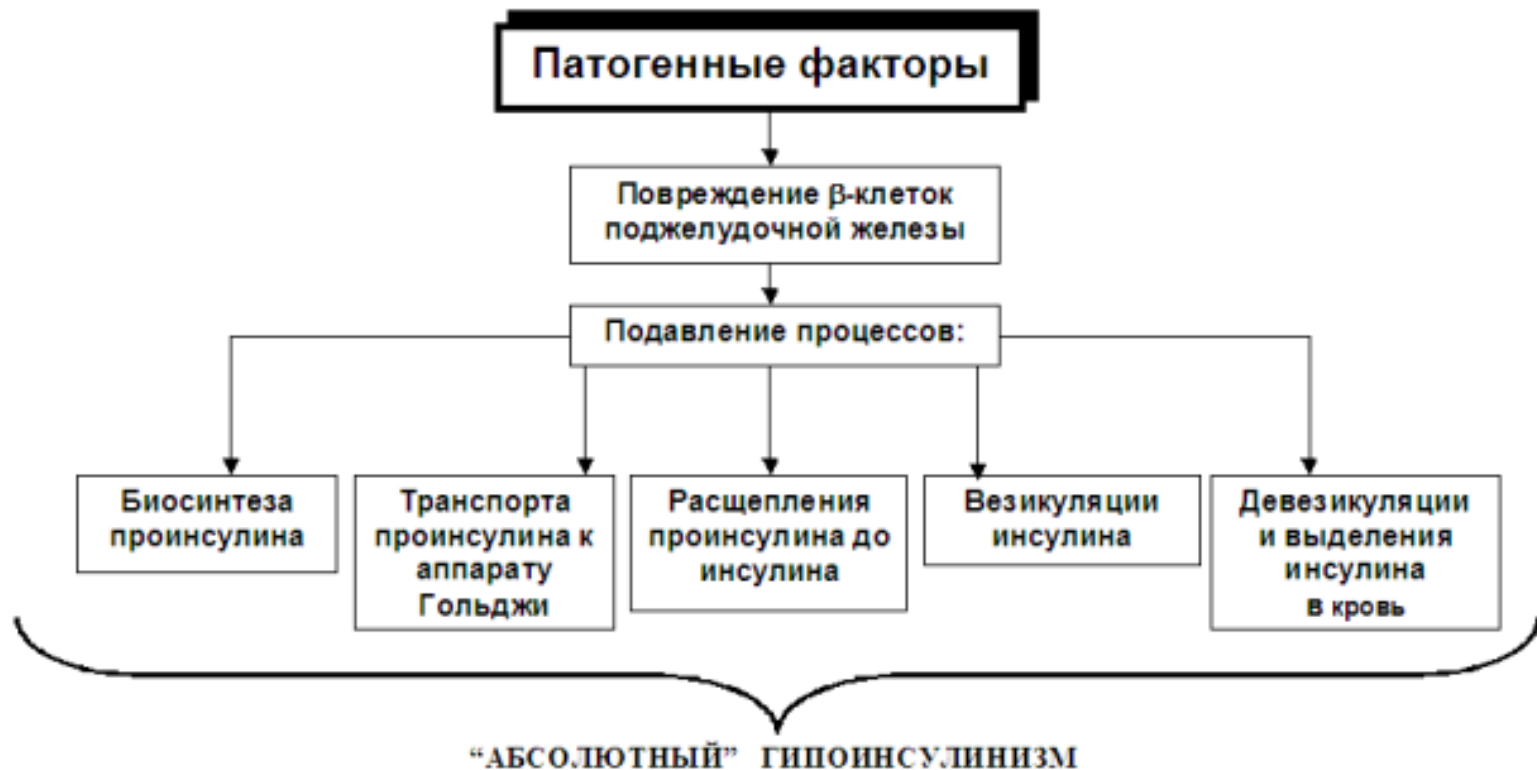 Патогенные факторы
Повреждение β-клеток
поджелудочной железы
Подавление процессов:
Биосинтеза
проинсулина
Транспорта
проинсулина к
аппарату
Гольджи
Расщепления
проинсулина до
инсулина
Везикуляции
инсулина
Девезикуляции
и выделения
инсулина
в кровь
“АБСОЛЮТНЫЙ” ГИПОИНСУЛИНИЗМ